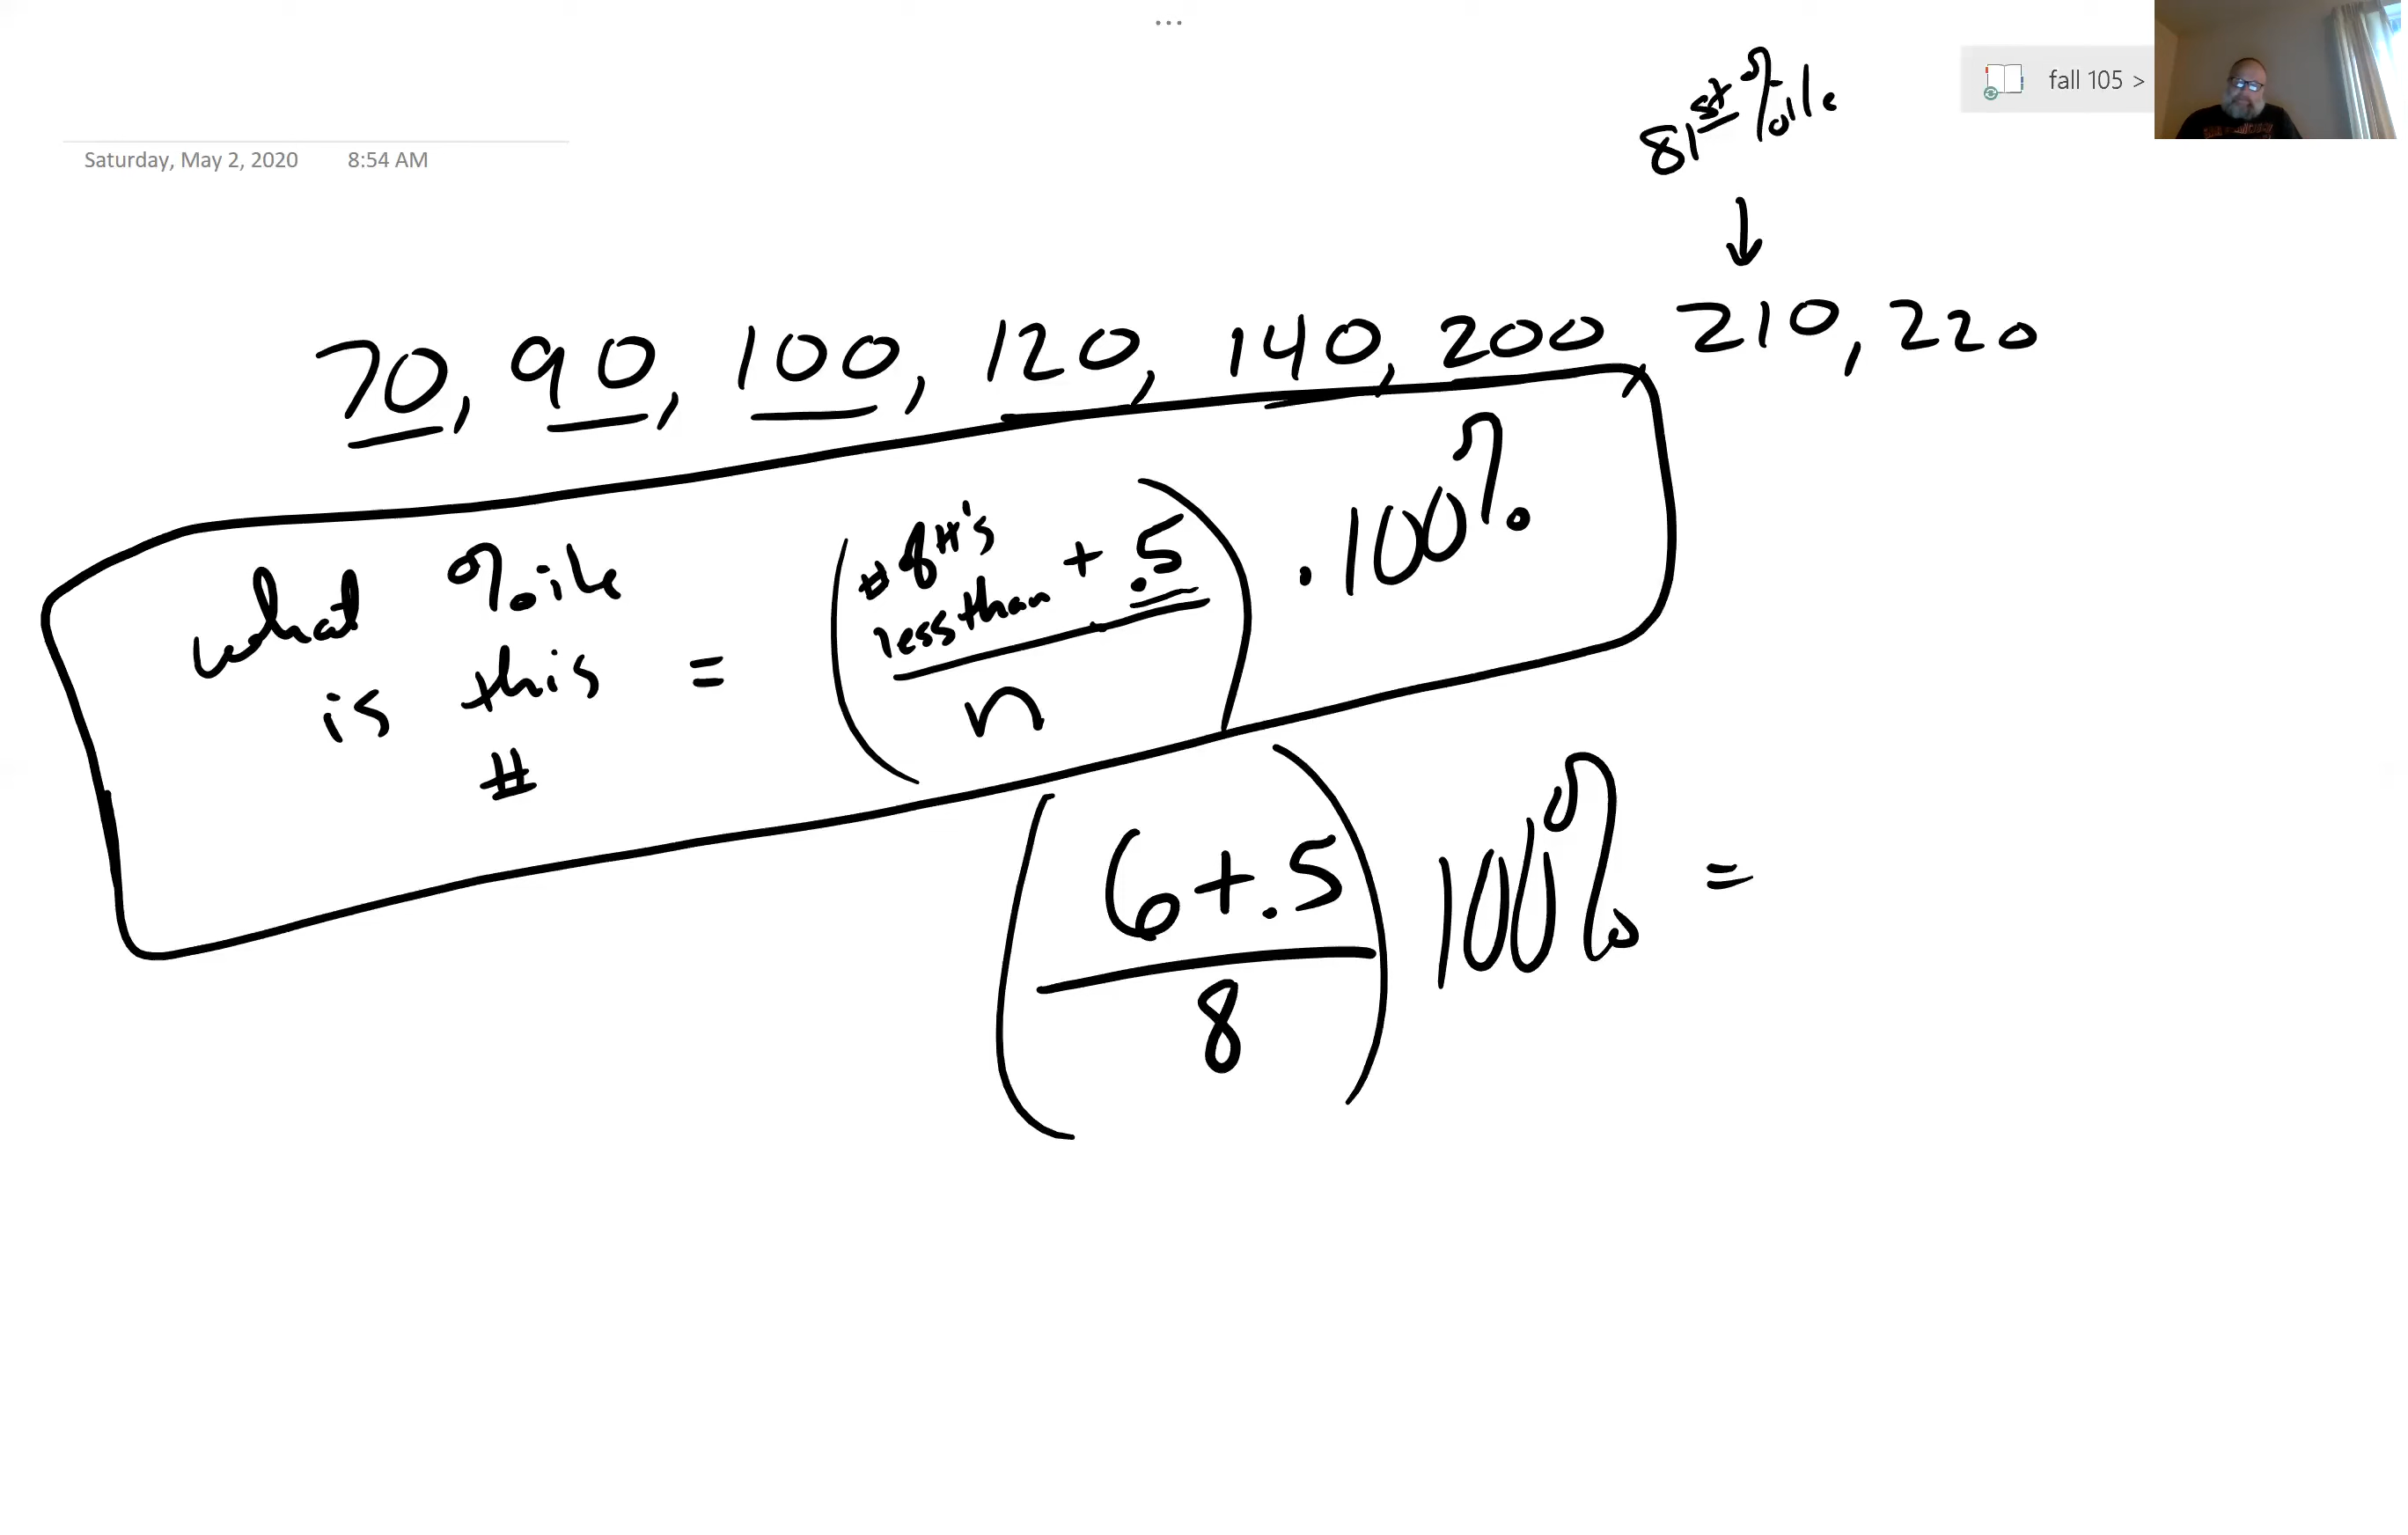 ...
fall 105 >
81st %ile
↓
Saturday, May 2, 2020 8:54 AM
70, 90, 100, 120, 140, 200, 210, 220
what %ile is this # = (# of #'s less than + .5 / n) · 100%
(6 + .5 / 8) 100% =